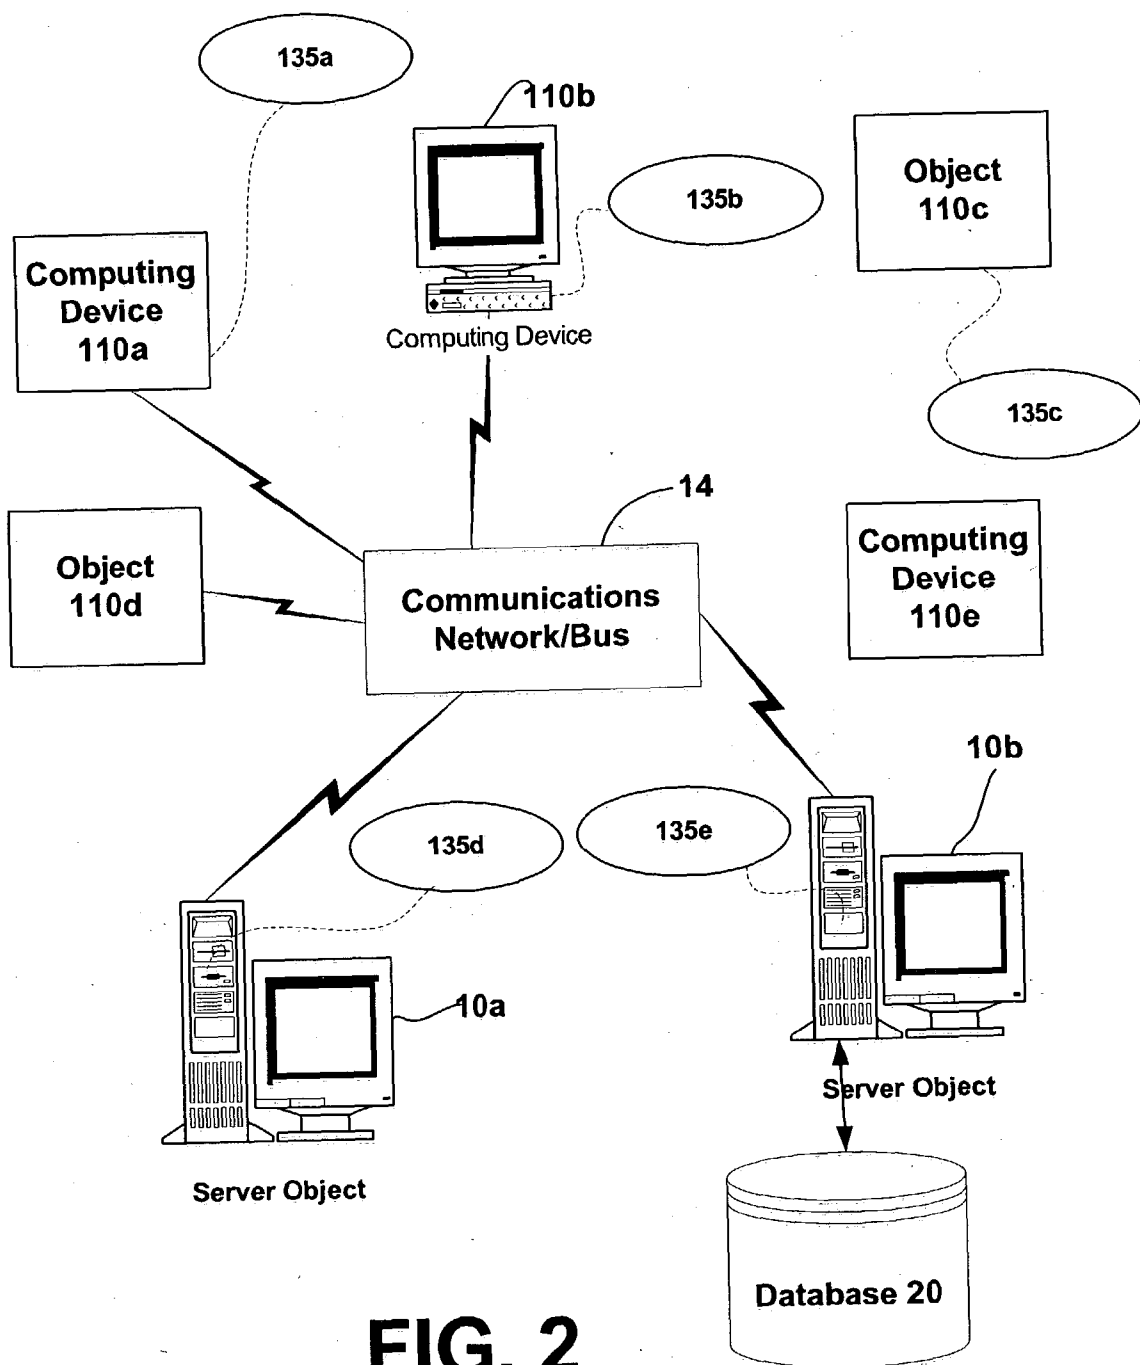 135a
110b
135b
Object
110c
Computing
Device
110a
Computing Device
135c
14
Object
110d
Communications
Network/Bus
Computing
Device
110e
10b
135d
135e
10a
Server Object
Server Object
Database 20
FIG. 2